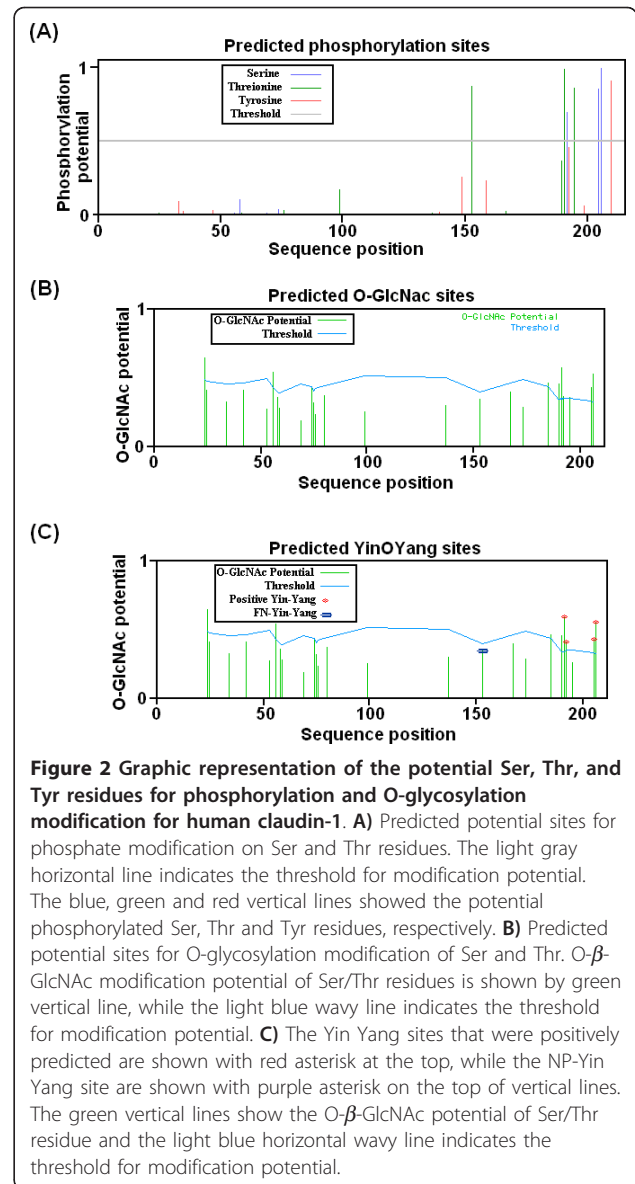 (A)
Predicted phosphorylation sites
Phosphorylation
potential
1
0
Serine
Threionine
Tyrosine
Threshold
0 50 100 150 200
Sequence position
(B)
Predicted O-GlcNac sites
O-GlcNAc potential
1
0
O-GlcNAc Potential
Threshold
O-GlcNAc Potential
Threshold
0 50 100 150 200
Sequence position
(C)
Predicted YinOYang sites
O-GlcNAc potential
1
0
O-GlcNAc Potential
Threshold
Positive Yin-Yang
FN-Yin-Yang
0 50 100 150 200
Sequence position
Figure 2 Graphic representation of the potential Ser, Thr, and
Tyr residues for phosphorylation and O-glycosylation
modification for human claudin-1. A) Predicted potential sites for
phosphate modification on Ser and Thr residues. The light gray
horizontal line indicates the threshold for modification potential.
The blue, green and red vertical lines showed the potential
phosphorylated Ser, Thr and Tyr residues, respectively. B) Predicted
potential sites for O-glycosylation modification of Ser and Thr. O-β-
GlcNAc modification potential of Ser/Thr residues is shown by green
vertical line, while the light blue wavy line indicates the threshold
for modification potential. C) The Yin Yang sites that were positively
predicted are shown with red asterisk at the top, while the NP-Yin
Yang site are shown with purple asterisk on the top of vertical lines.
The green vertical lines show the O-β-GlcNAc potential of Ser/Thr
residue and the light blue horizontal wavy line indicates the
threshold for modification potential.